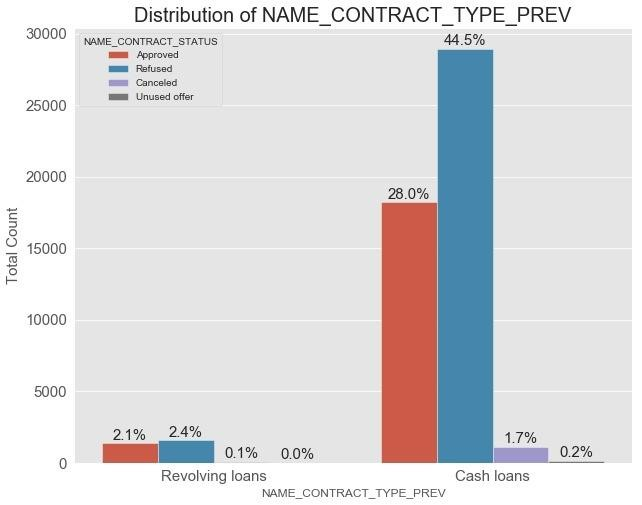 Distribution of NAME_CONTRACT_TYPE_PREV
NAME_CONTRACT_STATUS
Approved
Refused
Canceled
Unused offer
30000
25000
20000
15000
10000
5000
0
Total Count
2.1%
2.4%
0.1%
0.0%
28.0%
44.5%
1.7%
0.2%
Revolving loans
Cash loans
NAME_CONTRACT_TYPE_PREV